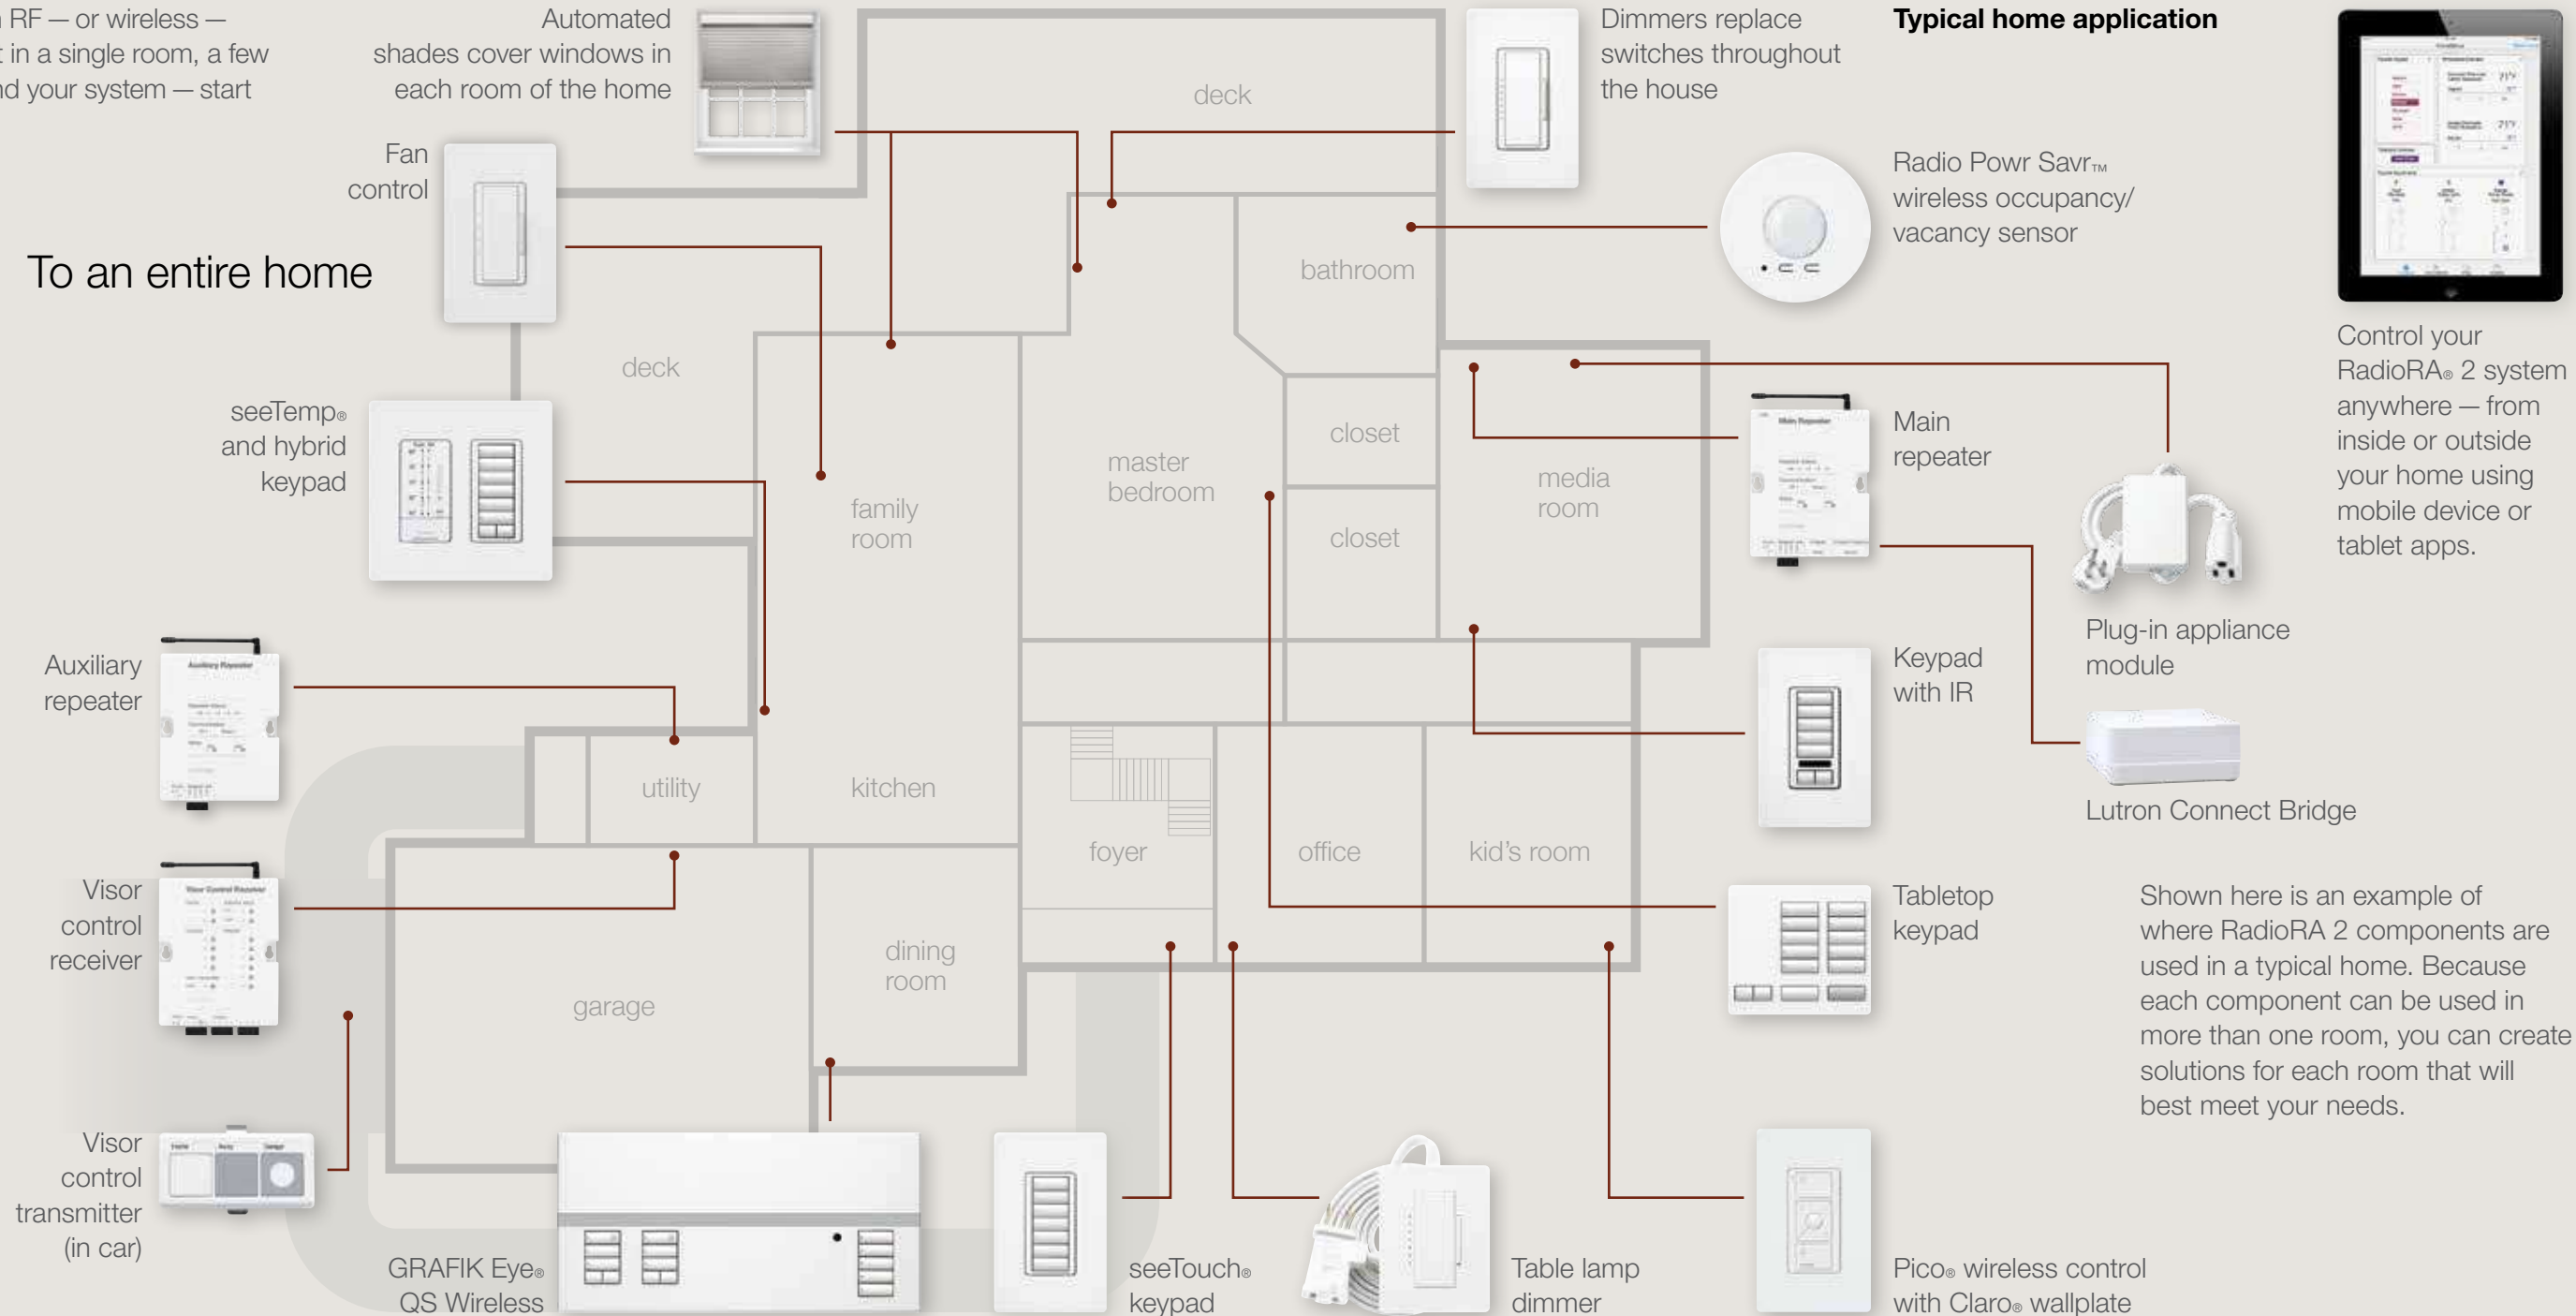 RF — or wireless —
in a single room, a few
your system — start
To an entire home
Automated
shades cover windows in
each room of the home
Fan
control
seeTemp®
and hybrid
keypad
Auxiliary
repeater
Auxiliary Repeater
Visor
control
receiver
Visor Control Receiver
Visor
control
transmitter
(in car)
GRAFIK Eye®
QS Wireless
seeTouch®
keypad
Table lamp
dimmer
Pico® wireless control
with Claro® wallplate
deck
deck
bathroom
closet
closet
master
bedroom
media
room
family
room
utility
kitchen
foyer
office
kid’s room
dining
room
garage
Dimmers replace
switches throughout
the house
Typical home application
Radio Powr Savr™
wireless occupancy/
vacancy sensor
Main
repeater
Main Repeater
Keypad
with IR
Tabletop
keypad
Control your
RadioRA® 2 system
anywhere — from
inside or outside
your home using
mobile device or
tablet apps.
Plug-in appliance
module
Lutron Connect Bridge
Shown here is an example of
where RadioRA 2 components are
used in a typical home. Because
each component can be used in
more than one room, you can create
solutions for each room that will
best meet your needs.